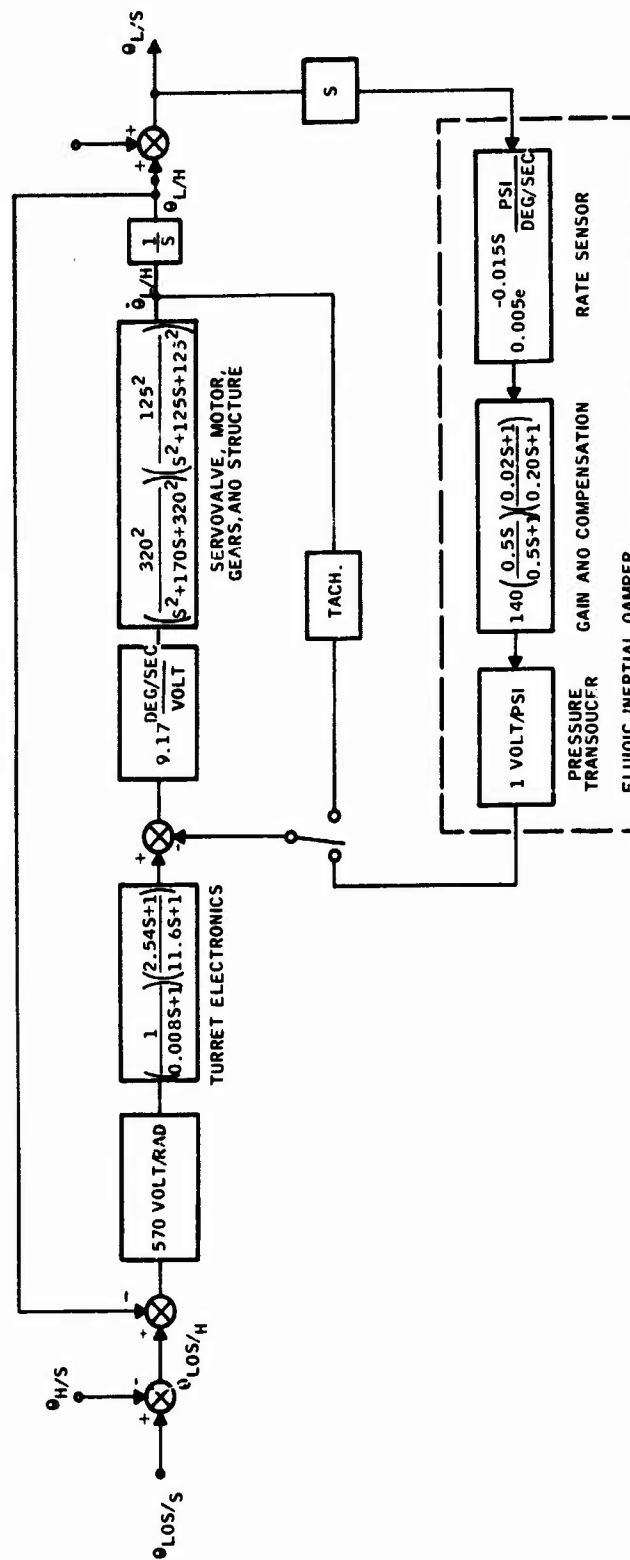 θLOS/S
θH/S
+
-
θLOS/H
+
-
570 VOLT/RAD
(1/0.008S+1)(2.54S+1/11.6S+1)
TURRET ELECTRONICS
+
-
9.17 DEG/SEC/VOLT
(320²/S²+170S+320²)(125²/S²+125S+125²)
SERVOVALVE, MOTOR,
GEARS, AND STRUCTURE
θ̇L/H
1/S
θL/H
+
+
θL/S
TACH.
S
1 VOLT/PSI
PRESSURE
TRANSDUCER
140(0.5S/0.5S+1)(0.02S+1/0.20S+1)
GAIN AND COMPENSATION
0.005e -0.015S PSI/DEG/SEC
RATE SENSOR
FLUIDIC INERTIAL DAMPER